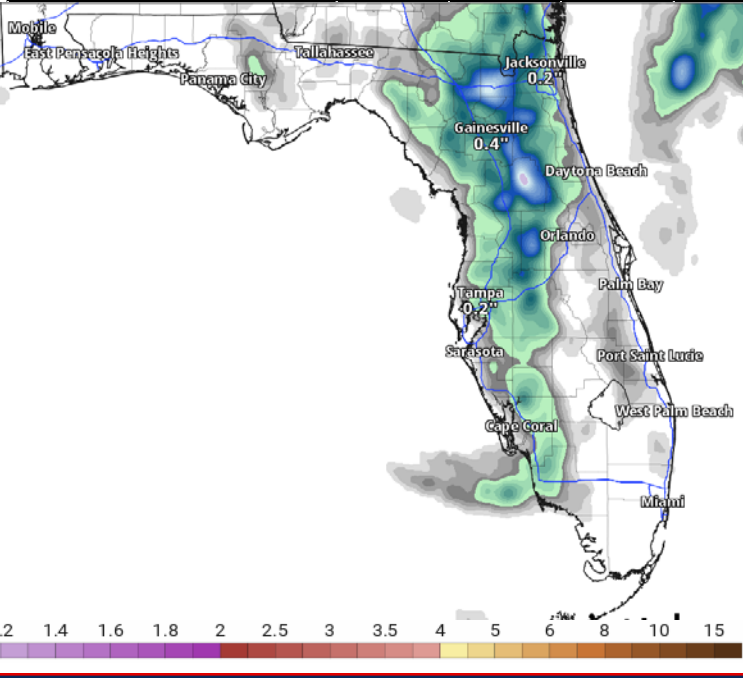 Mobile
East Pensacola Heights
Tallahassee
Panama City
Jacksonville
0.2"
Gainesville
0.4"
Daytona Beach
Orlando
Palm Bay
Tampa
0.2"
Sarasota
Port Saint Lucie
West Palm Beach
Cape Coral
Miami
.2 1.4 1.6 1.8 2 2.5 3 3.5 4 5 6 8 10 15